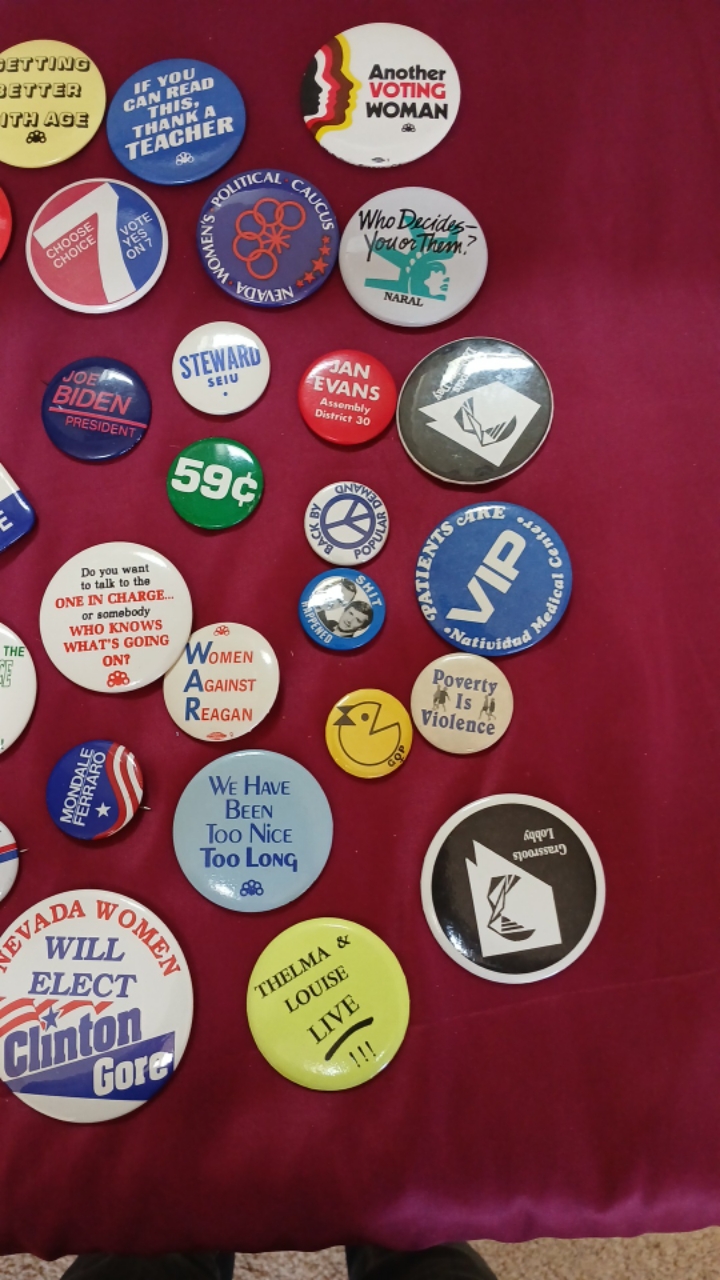 GETTING
BETTER
WITH AGE
IF YOU
CAN READ
THIS,
THANK A
TEACHER
Another
VOTING
WOMAN
7
CHOOSE
CHOICE
VOTE
YES
ON 7
NEVADA WOMEN'S POLITICAL CAUCUS
Who Decides-
You or Them?
NARAL
JOE
BIDEN
PRESIDENT
STEWARD
SEIU
JAN
EVANS
Assembly
District 30
59¢
BACK BY
POPULAR DEMAND
PATIENTS ARE
VIP
Natividad Medical Center
E
Do you want
to talk to the
ONE IN CHARGE...
or somebody
WHO KNOWS
WHAT'S GOING
ON?
SHIT
HAPPENED
THE
WOMEN
AGAINST
REAGAN
GOP
Poverty
Is
Violence
MONDALE
FERRARO
WE HAVE
BEEN
TOO NICE
TOO LONG
Grassroots
Lobby
NEVADA WOMEN
WILL
ELECT
Clinton
Gore
THELMA &
LOUISE
LIVE
!!!